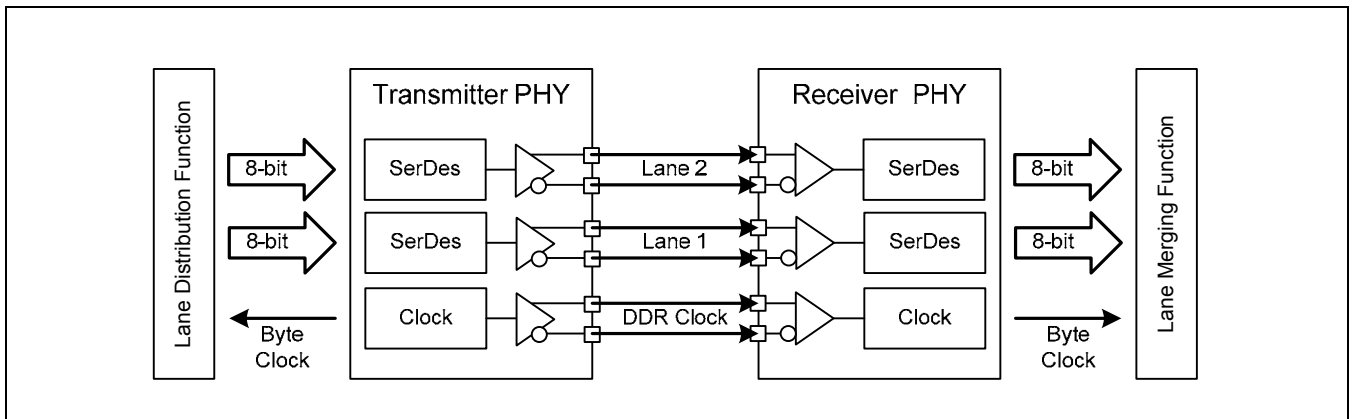 Lane Distribution Function
8-bit
8-bit
Byte
Clock
Transmitter PHY
SerDes
SerDes
Clock
Lane 2
Lane 1
DDR Clock
Receiver PHY
SerDes
SerDes
Clock
8-bit
8-bit
Byte
Clock
Lane Merging Function